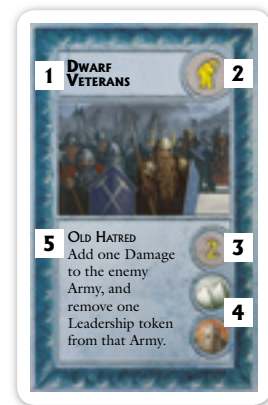 1 DWARF 2
VETERANS
5 OLD HATRED
Add one Damage 2 3
to the enemy
Army, and
remove one 4
Leadership token
from that Army.